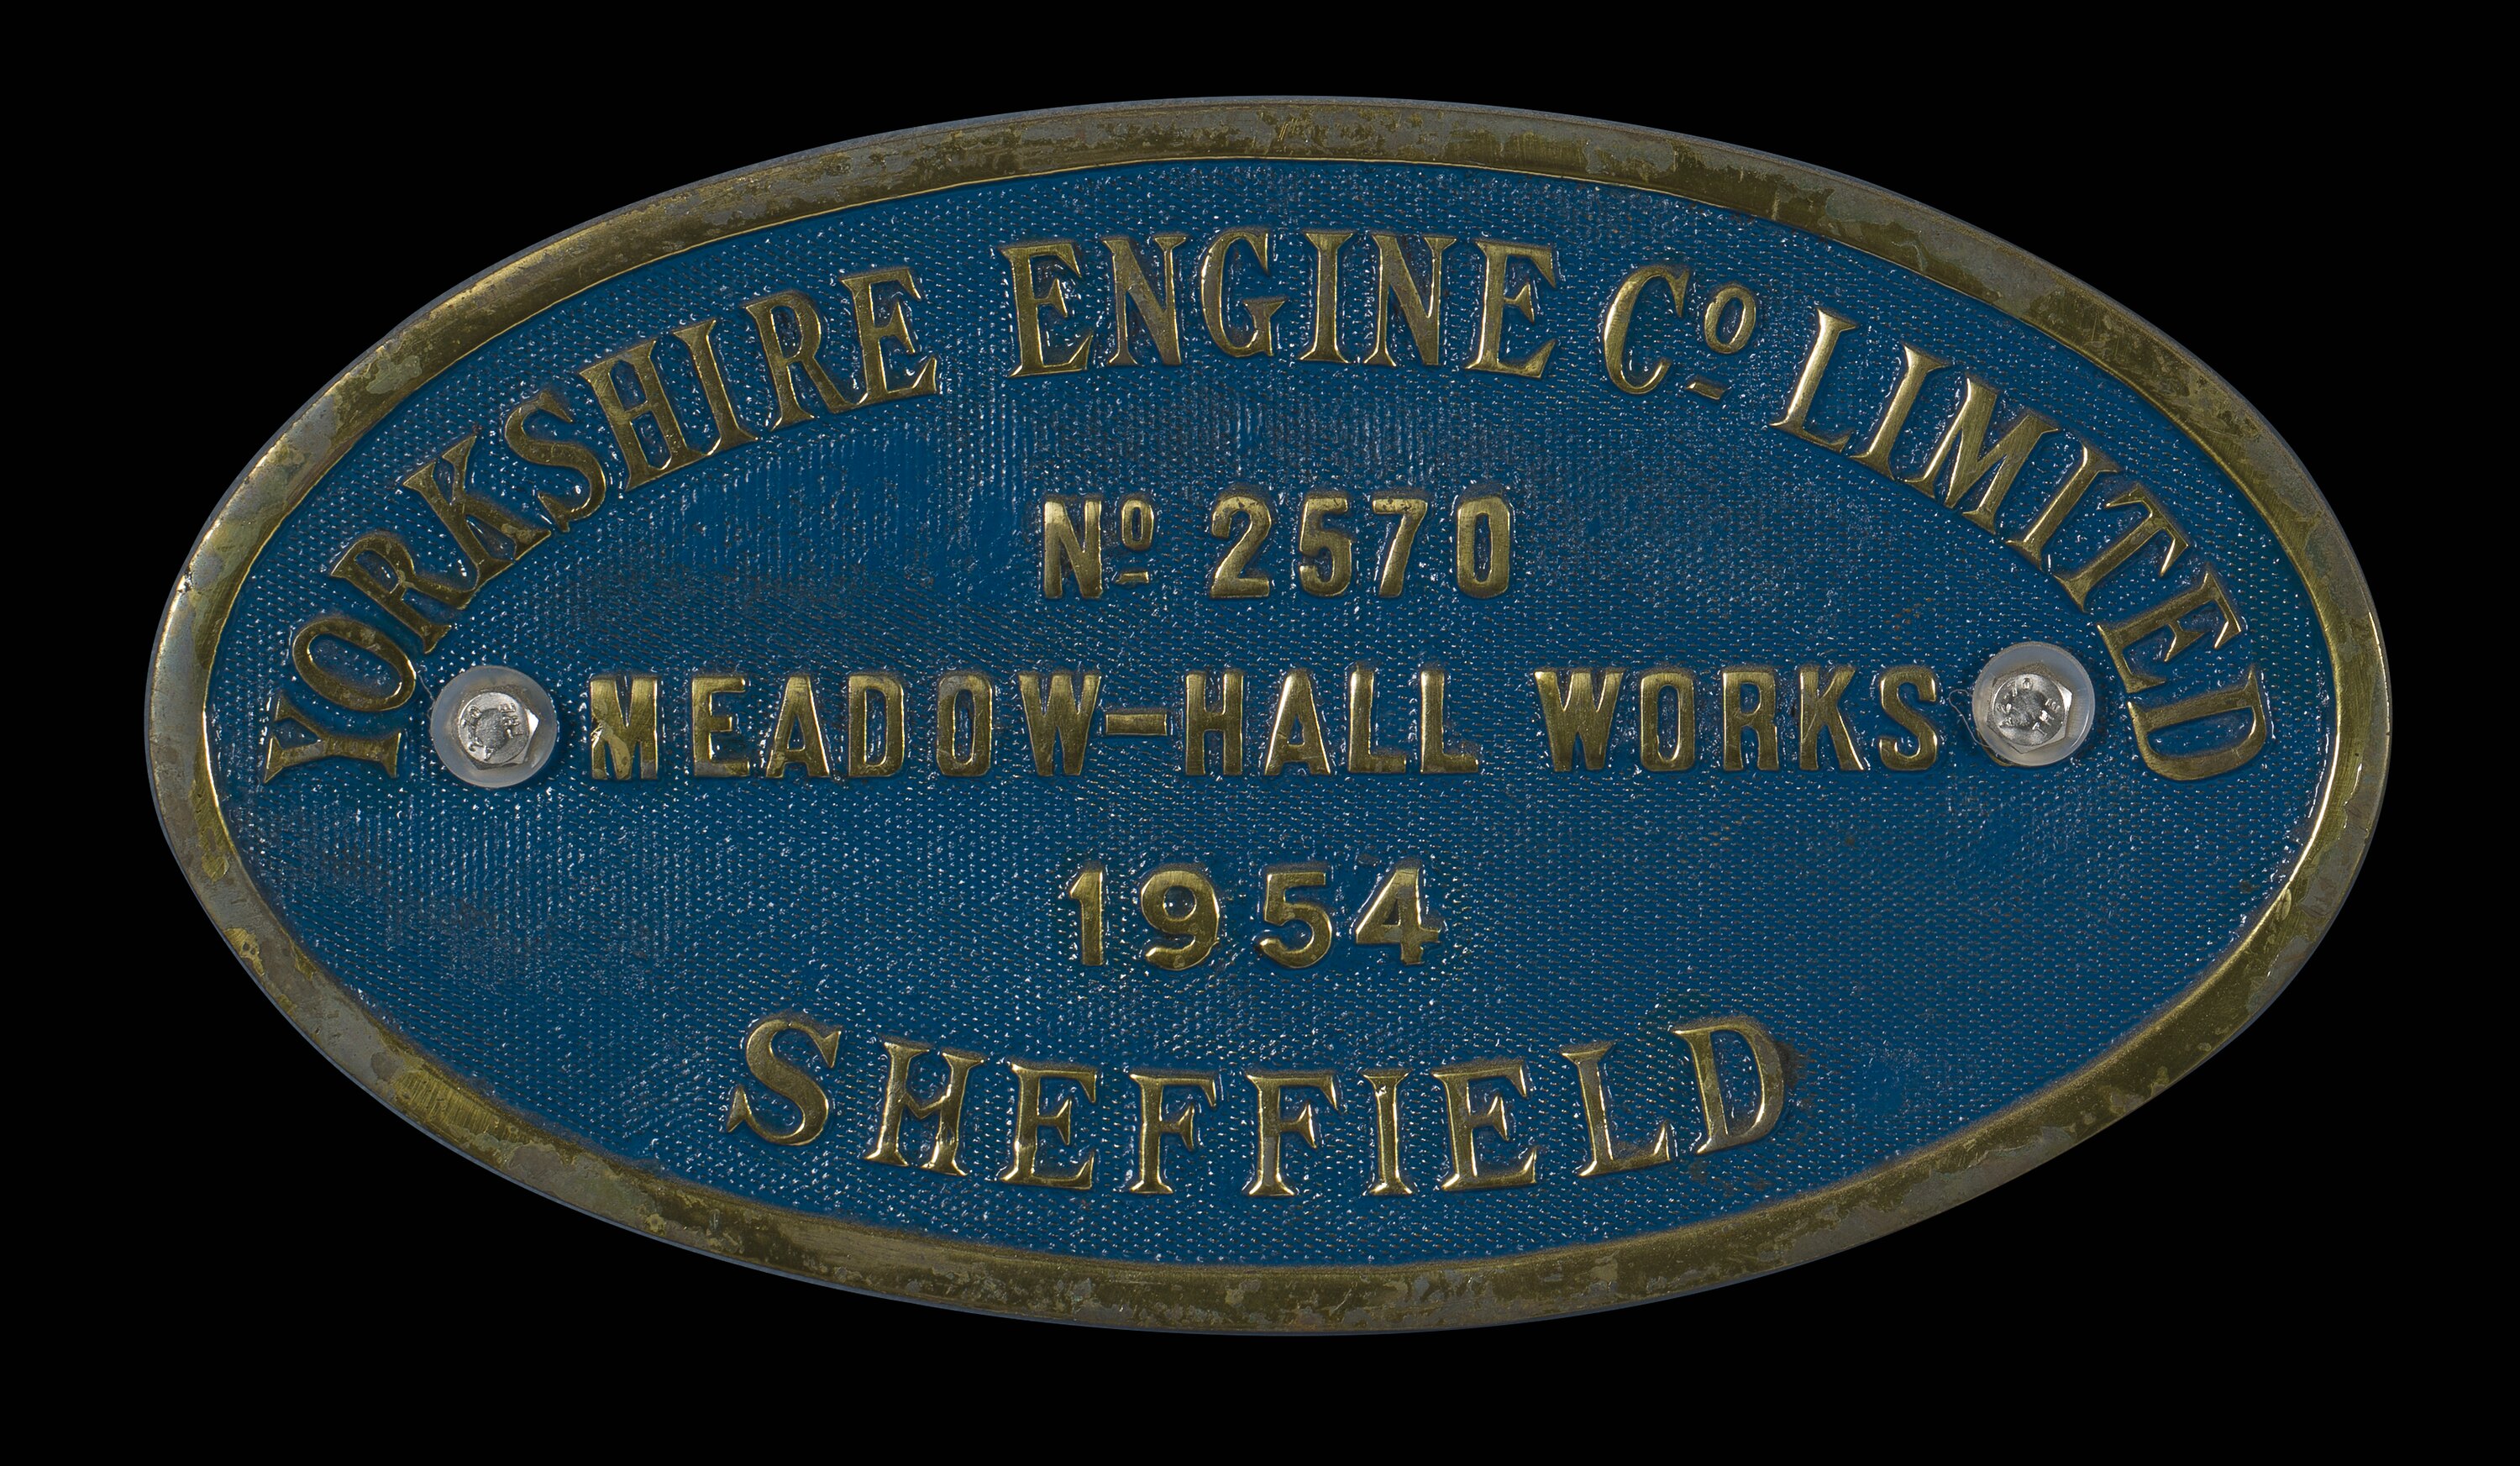 YORKSHIRE ENGINE Co LIMITED
No 2570
MEADOW-HALL WORKS
1954
SHEFFIELD